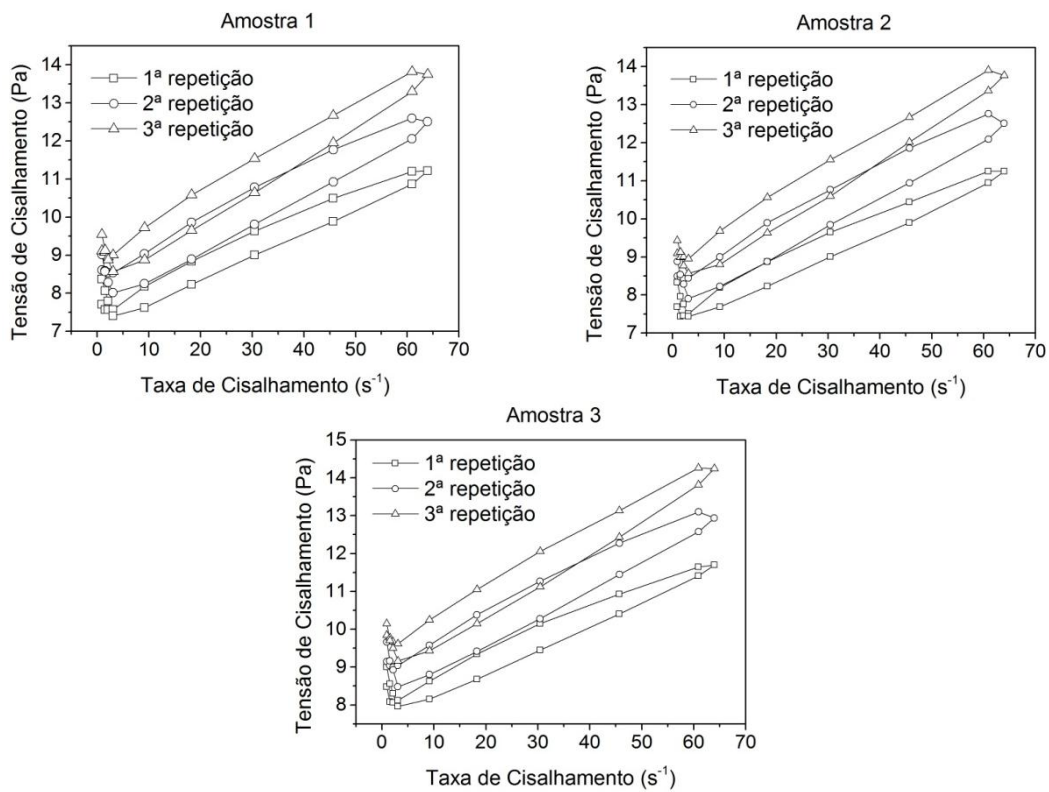 Amostra 1
Tensão de Cisalhamento (Pa)
14
13
12
11
10
9
8
7
1ª repetição
2ª repetição
3ª repetição
0 10 20 30 40 50 60 70
Taxa de Cisalhamento (s⁻¹)
Amostra 2
Tensão de Cisalhamento (Pa)
14
13
12
11
10
9
8
7
1ª repetição
2ª repetição
3ª repetição
0 10 20 30 40 50 60 70
Taxa de Cisalhamento (s⁻¹)
Amostra 3
Tensão de Cisalhamento (Pa)
15
14
13
12
11
10
9
8
1ª repetição
2ª repetição
3ª repetição
0 10 20 30 40 50 60 70
Taxa de Cisalhamento (s⁻¹)